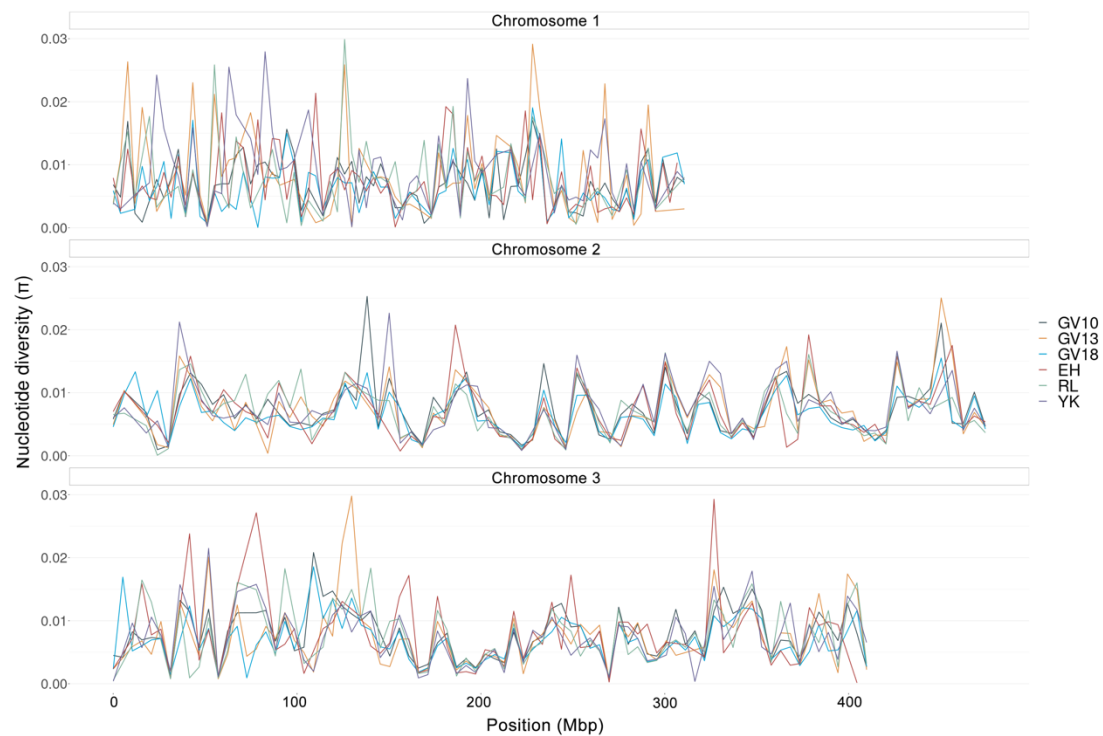 Chromosome 1
0.03
0.02
0.01
0.00
Chromosome 2
0.03
0.02
0.01
0.00
Chromosome 3
0.03
0.02
0.01
0.00
0 100 200 300 400
Position (Mbp)
Nucleotide diversity (π)
GV10
GV13
GV18
EH
RL
YK